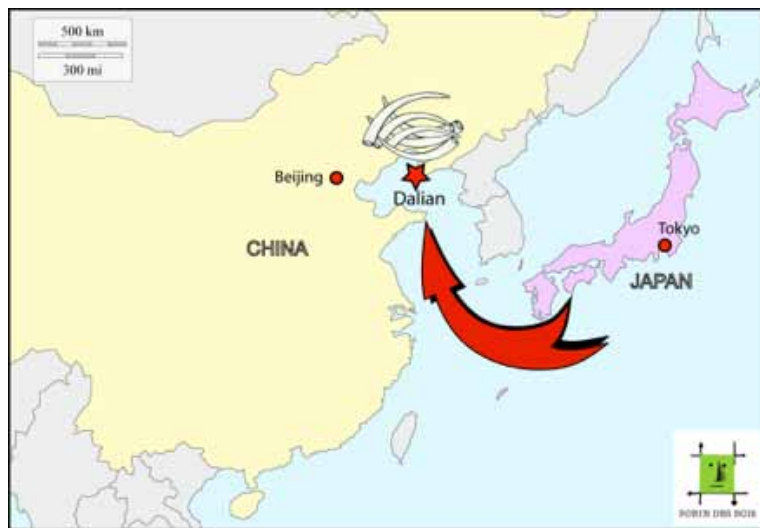 500 km
300 mi
Beijing
Dalian
Tokyo
CHINA
JAPAN
ROBIN DES BOIS